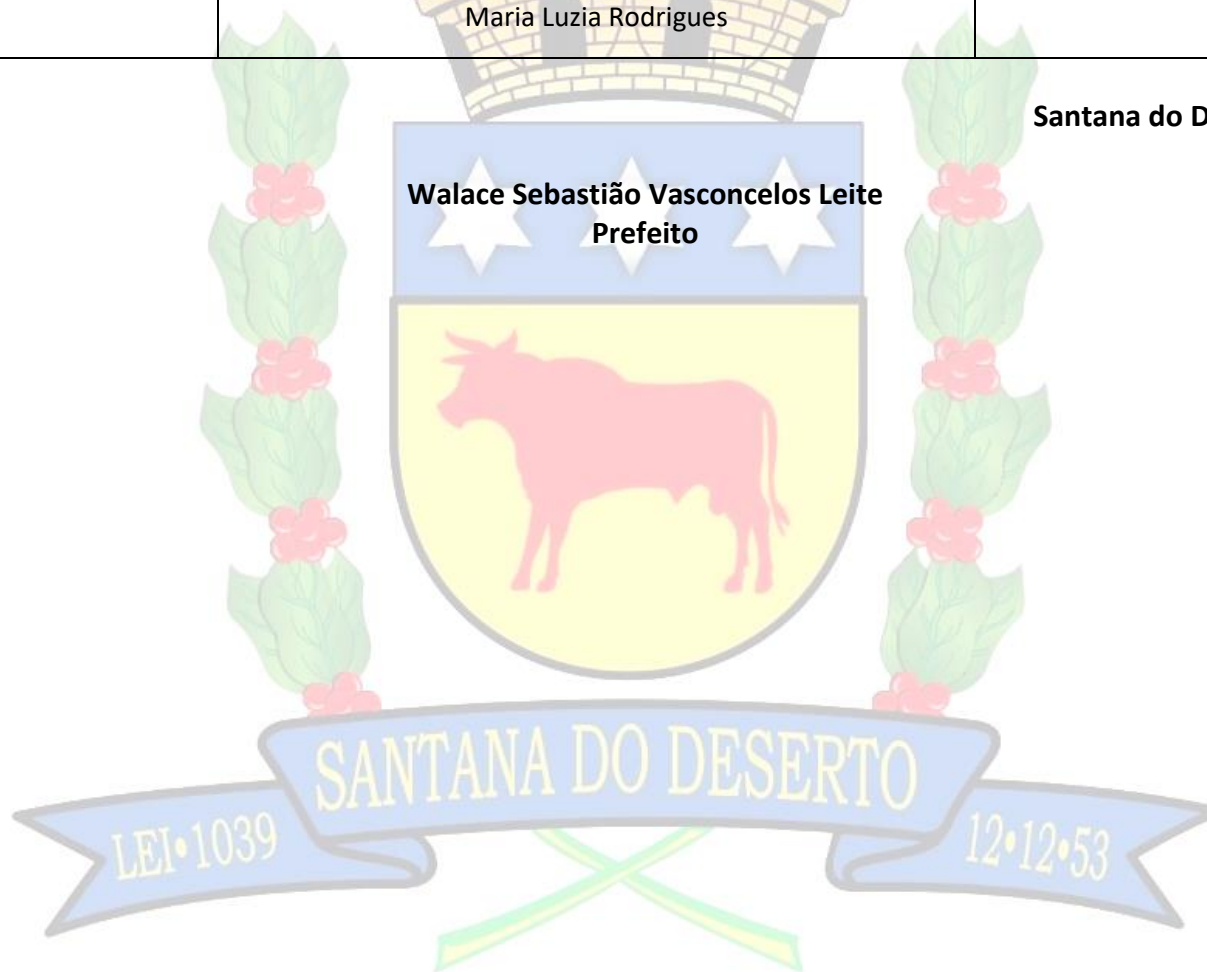 Maria Luzia Rodrigues
Santana do D
Walace Sebastião Vasconcelos Leite
Prefeito
SANTANA DO DESERTO
LEI•1039
12•12•53